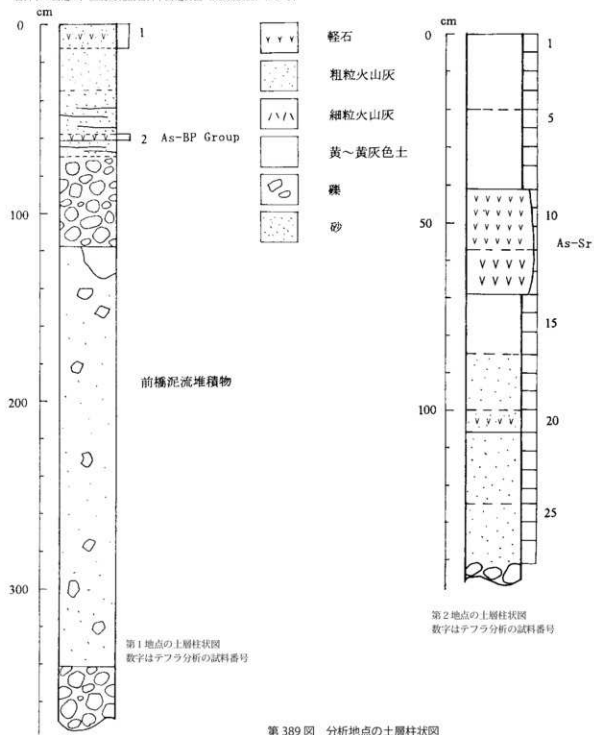 cm
0
100
200
300
1
2 As-BP Group
前橋泥流堆積物
第1地点の土層柱状図
数字はテフラ分析の試料番号
軽石
粗粒火山灰
細粒火山灰
黄〜黄灰色土
礫
砂
cm
0
50
100
1
5
10
As-Sr
15
20
25
第2地点の土層柱状図
数字はテフラ分析の試料番号
第389図 分析地点の土層柱状図